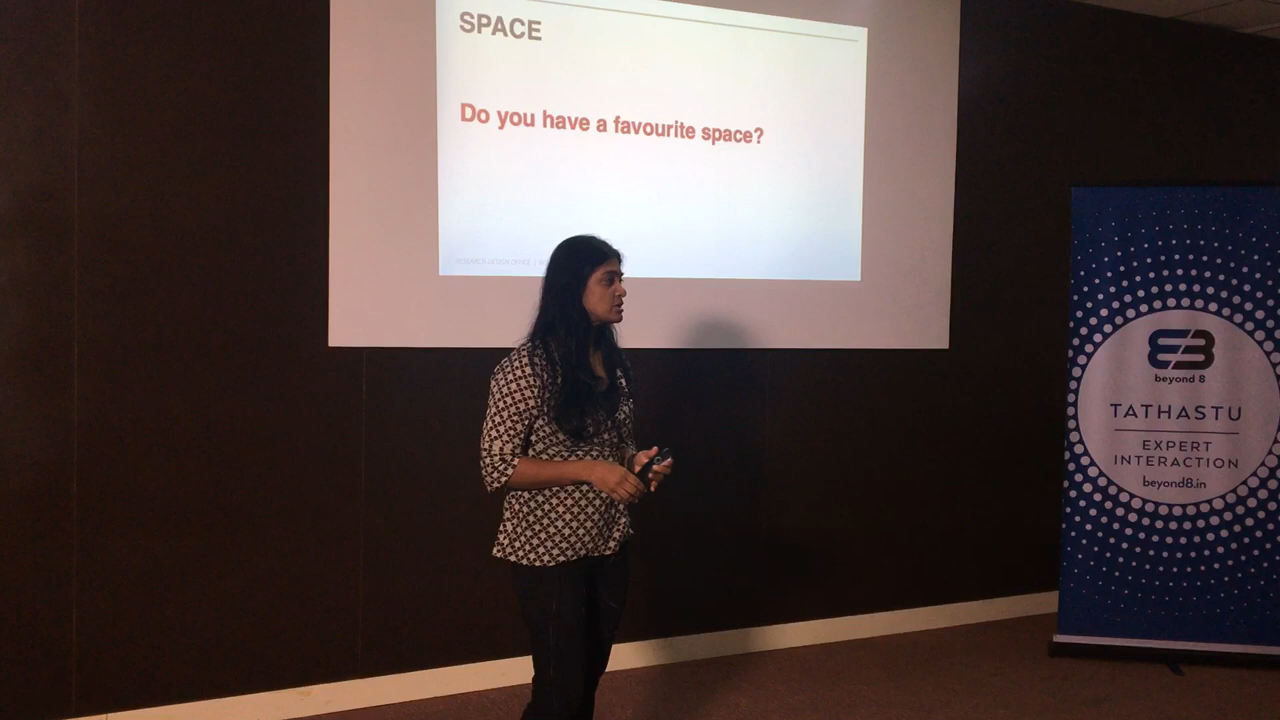 SPACE
Do you have a favourite space?
beyond 8
TATHASTU
EXPERT
INTERACTION
beyond8.in